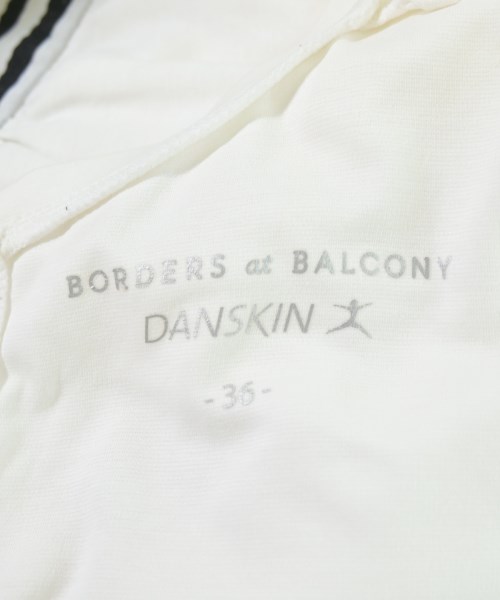 BORDERS at BALCONY
DANSKIN
-36-